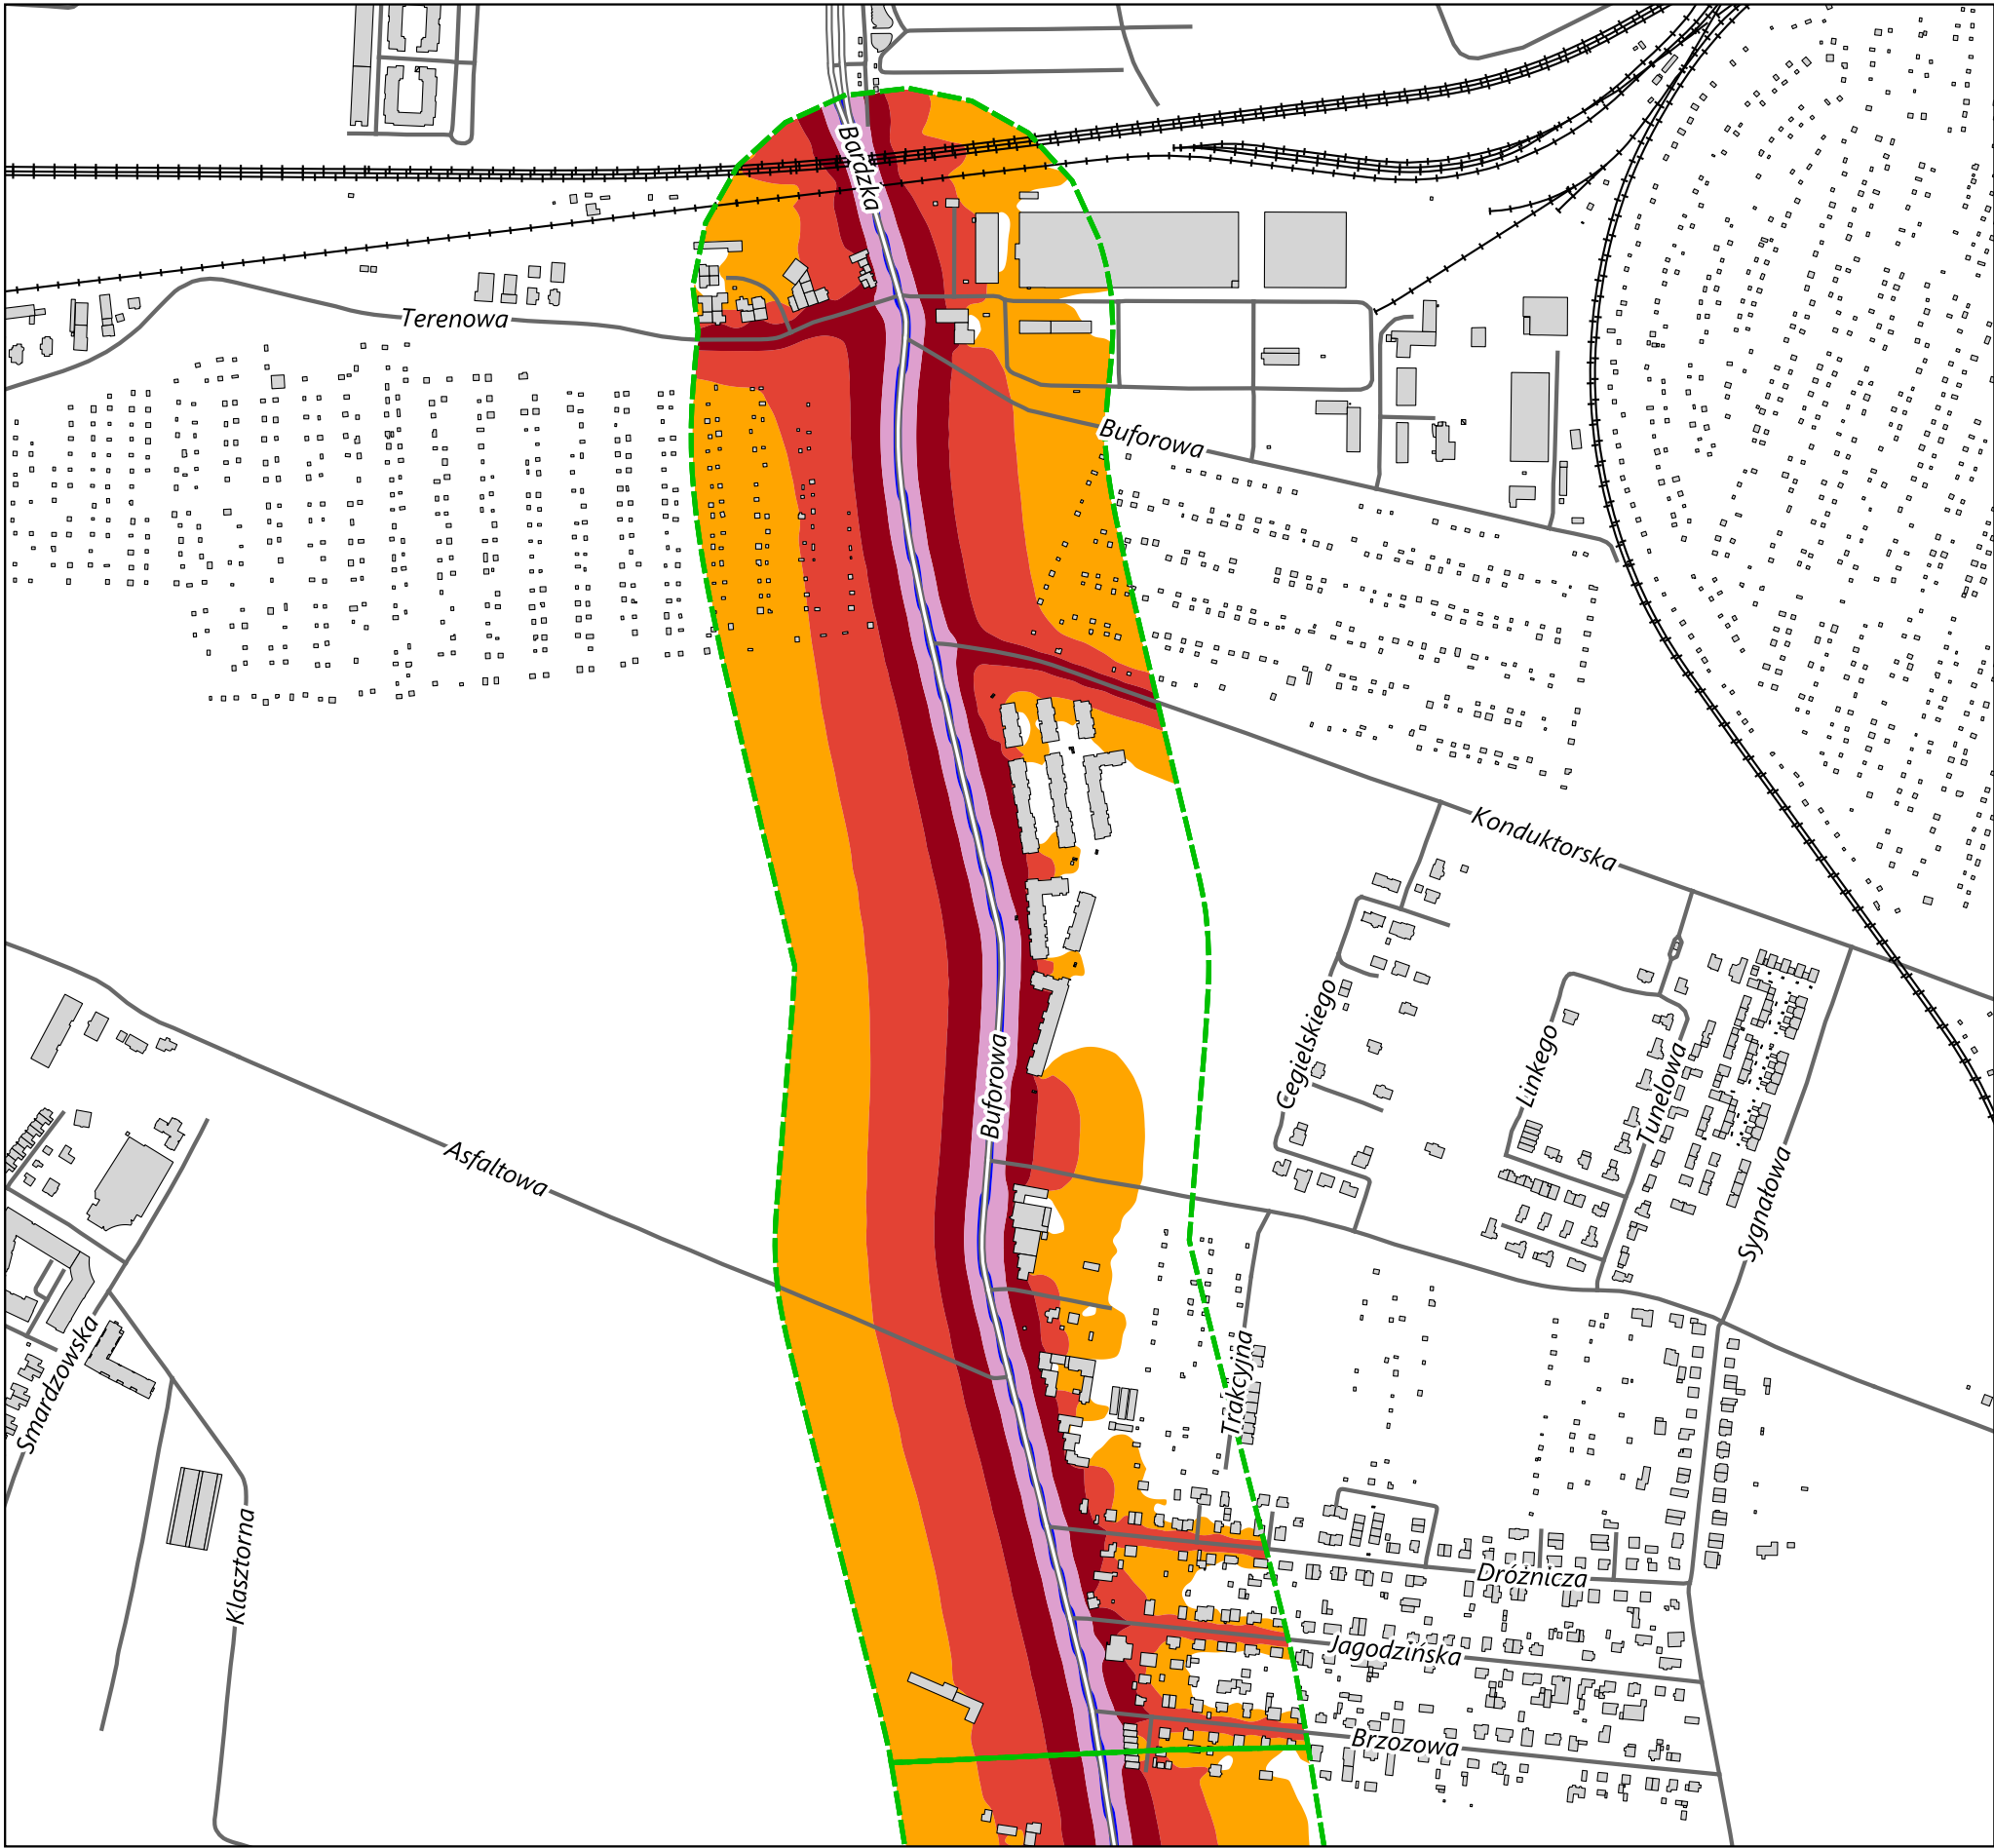 Bardzka
Terenowa
Buforowa
Konduktorska
Cegielskiego
Linkego
Tunelowa
Buforowa
Asfaltowa
Sygnałowa
Smardzowska
Trakcyjna
Klasztorna
Dróżnicza
Jagodzińska
Brzozowa